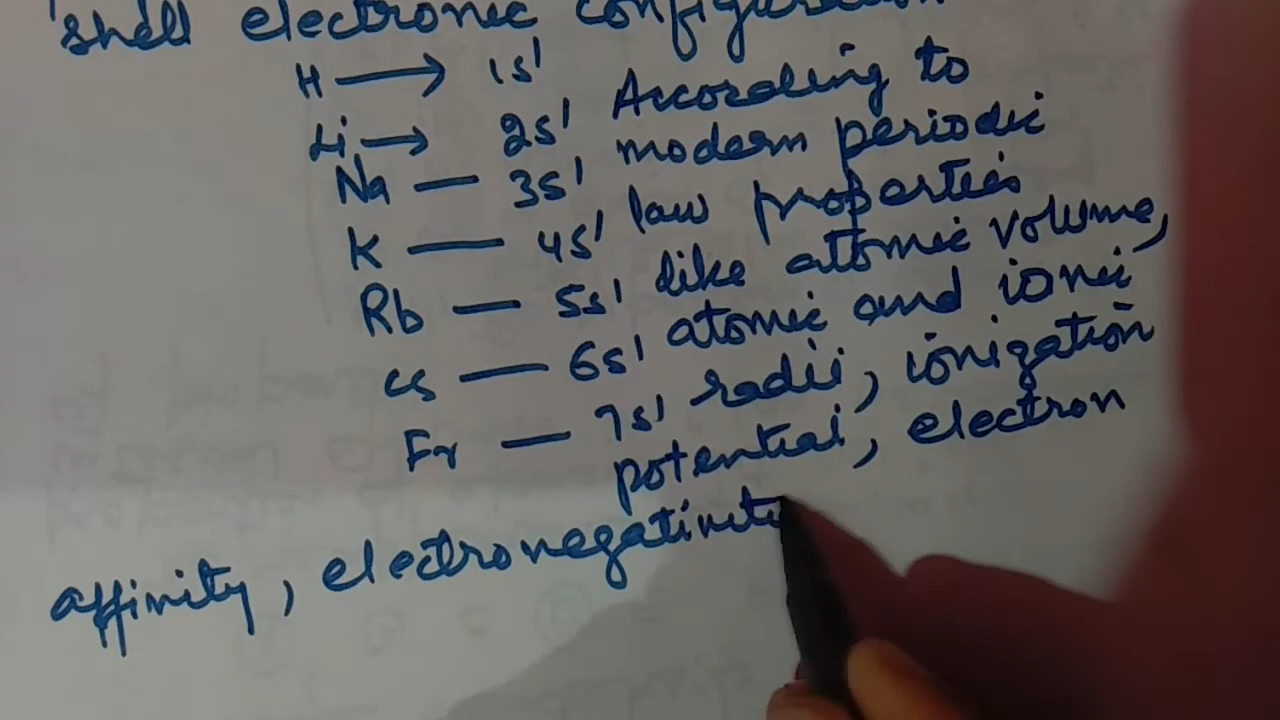 shell electronic configuration
H → 1s¹ According to
Li → 2s¹ modern periodic
Na — 3s¹ law properties
K — 4s¹ like atomic volume,
Rb — 5s¹ atomic and ionic
Cs — 6s¹ radii, ionization
Fr — 7s¹ potential, electron
affinity, electronegativity